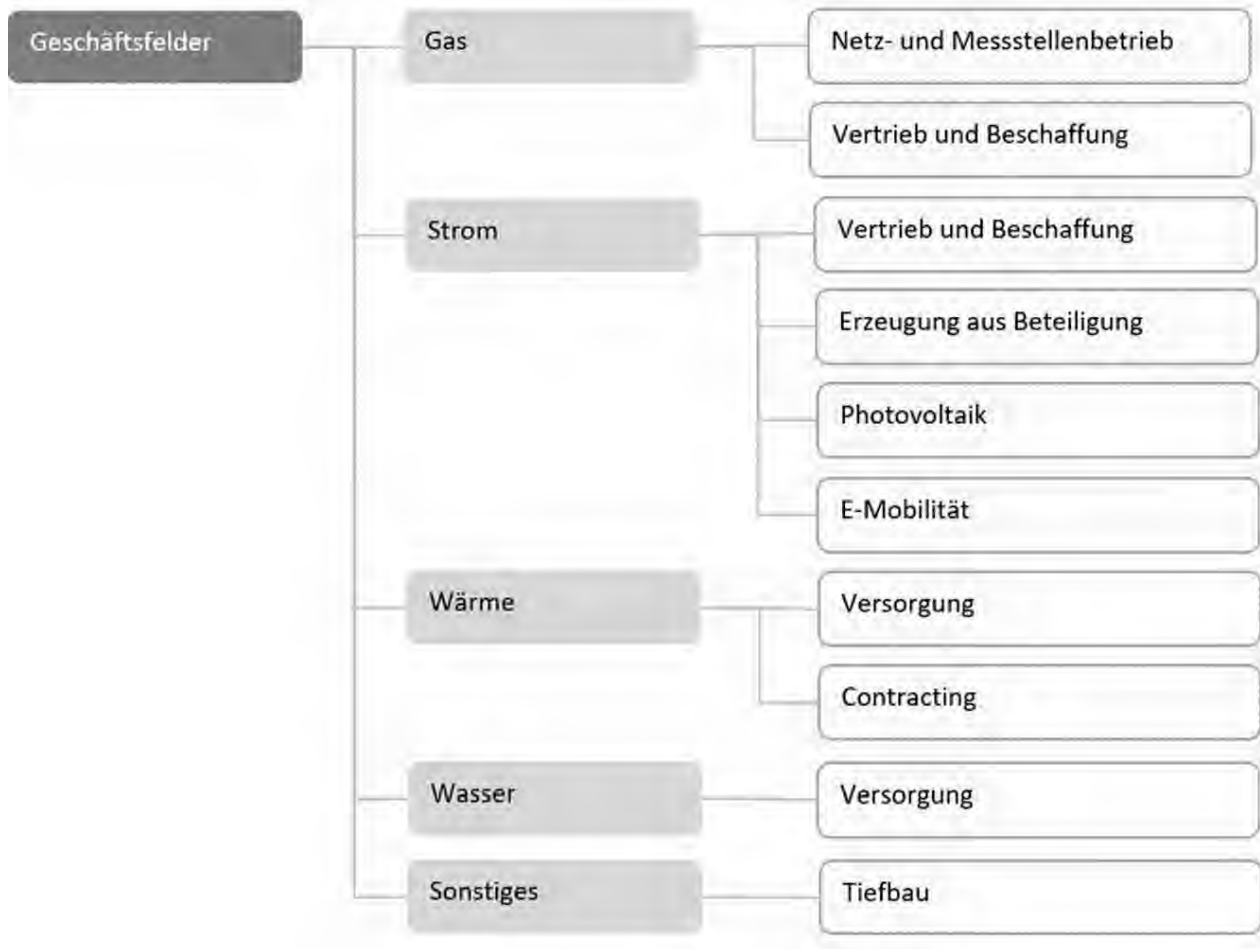 Geschäftsfelder
Gas
Netz- und Messstellenbetrieb
Vertrieb und Beschaffung
Strom
Vertrieb und Beschaffung
Erzeugung aus Beteiligung
Photovoltaik
E-Mobilität
Wärme
Versorgung
Contracting
Wasser
Versorgung
Sonstiges
Tiefbau